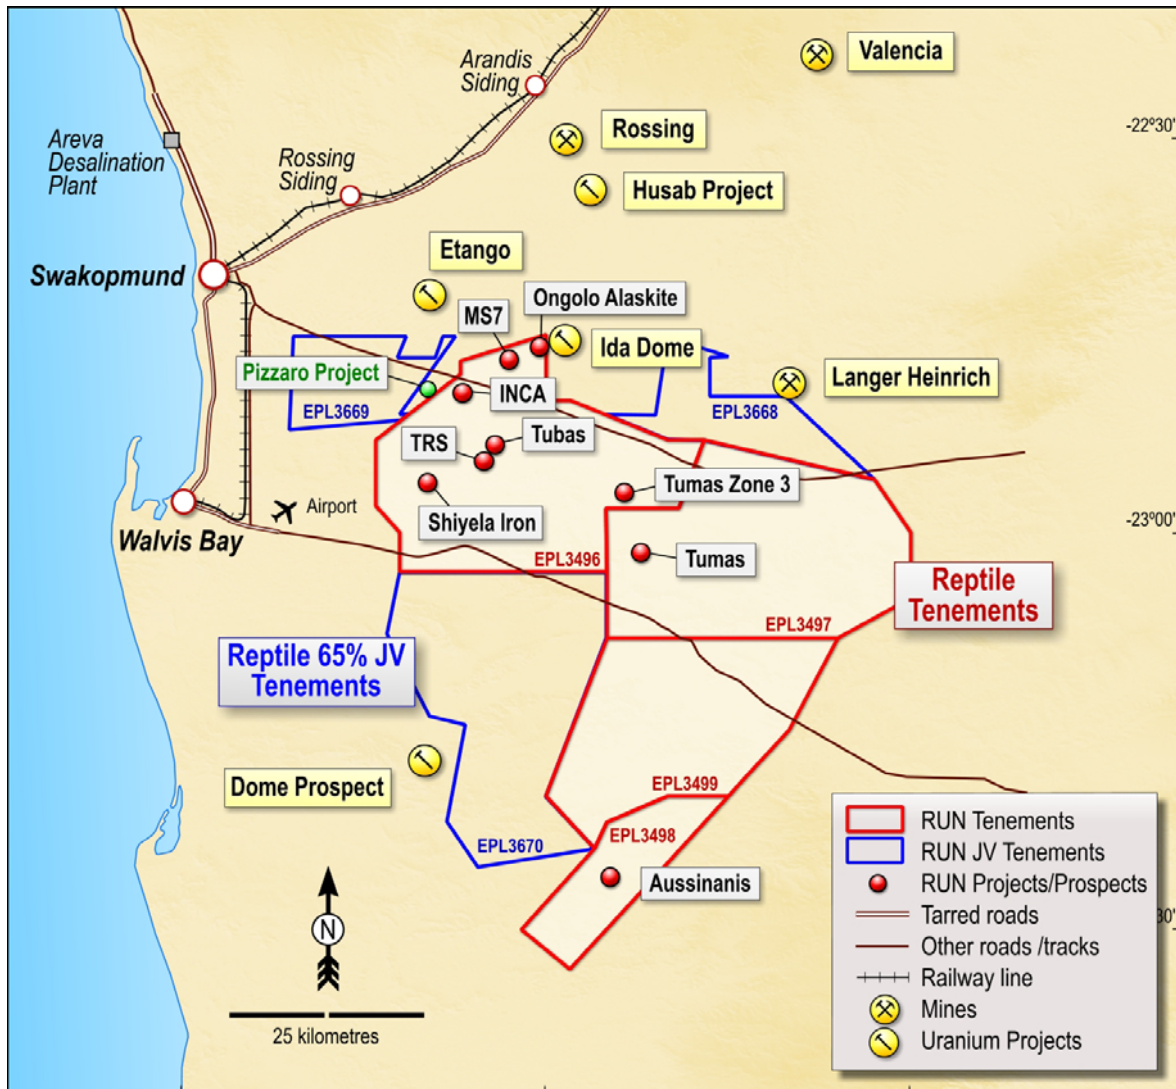 Valencia
Arandis
Siding
-22°30'
Areva
Desalination
Plant
Rossing
Rossing
Siding
Husab Project
Etango
Swakopmund
Ongolo Alaskite
MS7
Ida Dome
Pizzaro Project
Langer Heinrich
INCA
EPL3669
EPL3668
TRS
Tubas
Tumas Zone 3
Airport
Shiyela Iron
-23°00'
Walvis Bay
EPL3496
Tumas
Reptile
Tenements
EPL3497
Reptile 65% JV
Tenements
Dome Prospect
EPL3499
EPL3498
EPL3670
Aussinanis
RUN Tenements
RUN JV Tenements
RUN Projects/Prospects
Tarred roads
Other roads /tracks
Railway line
Mines
Uranium Projects
30'
N
25 kilometres